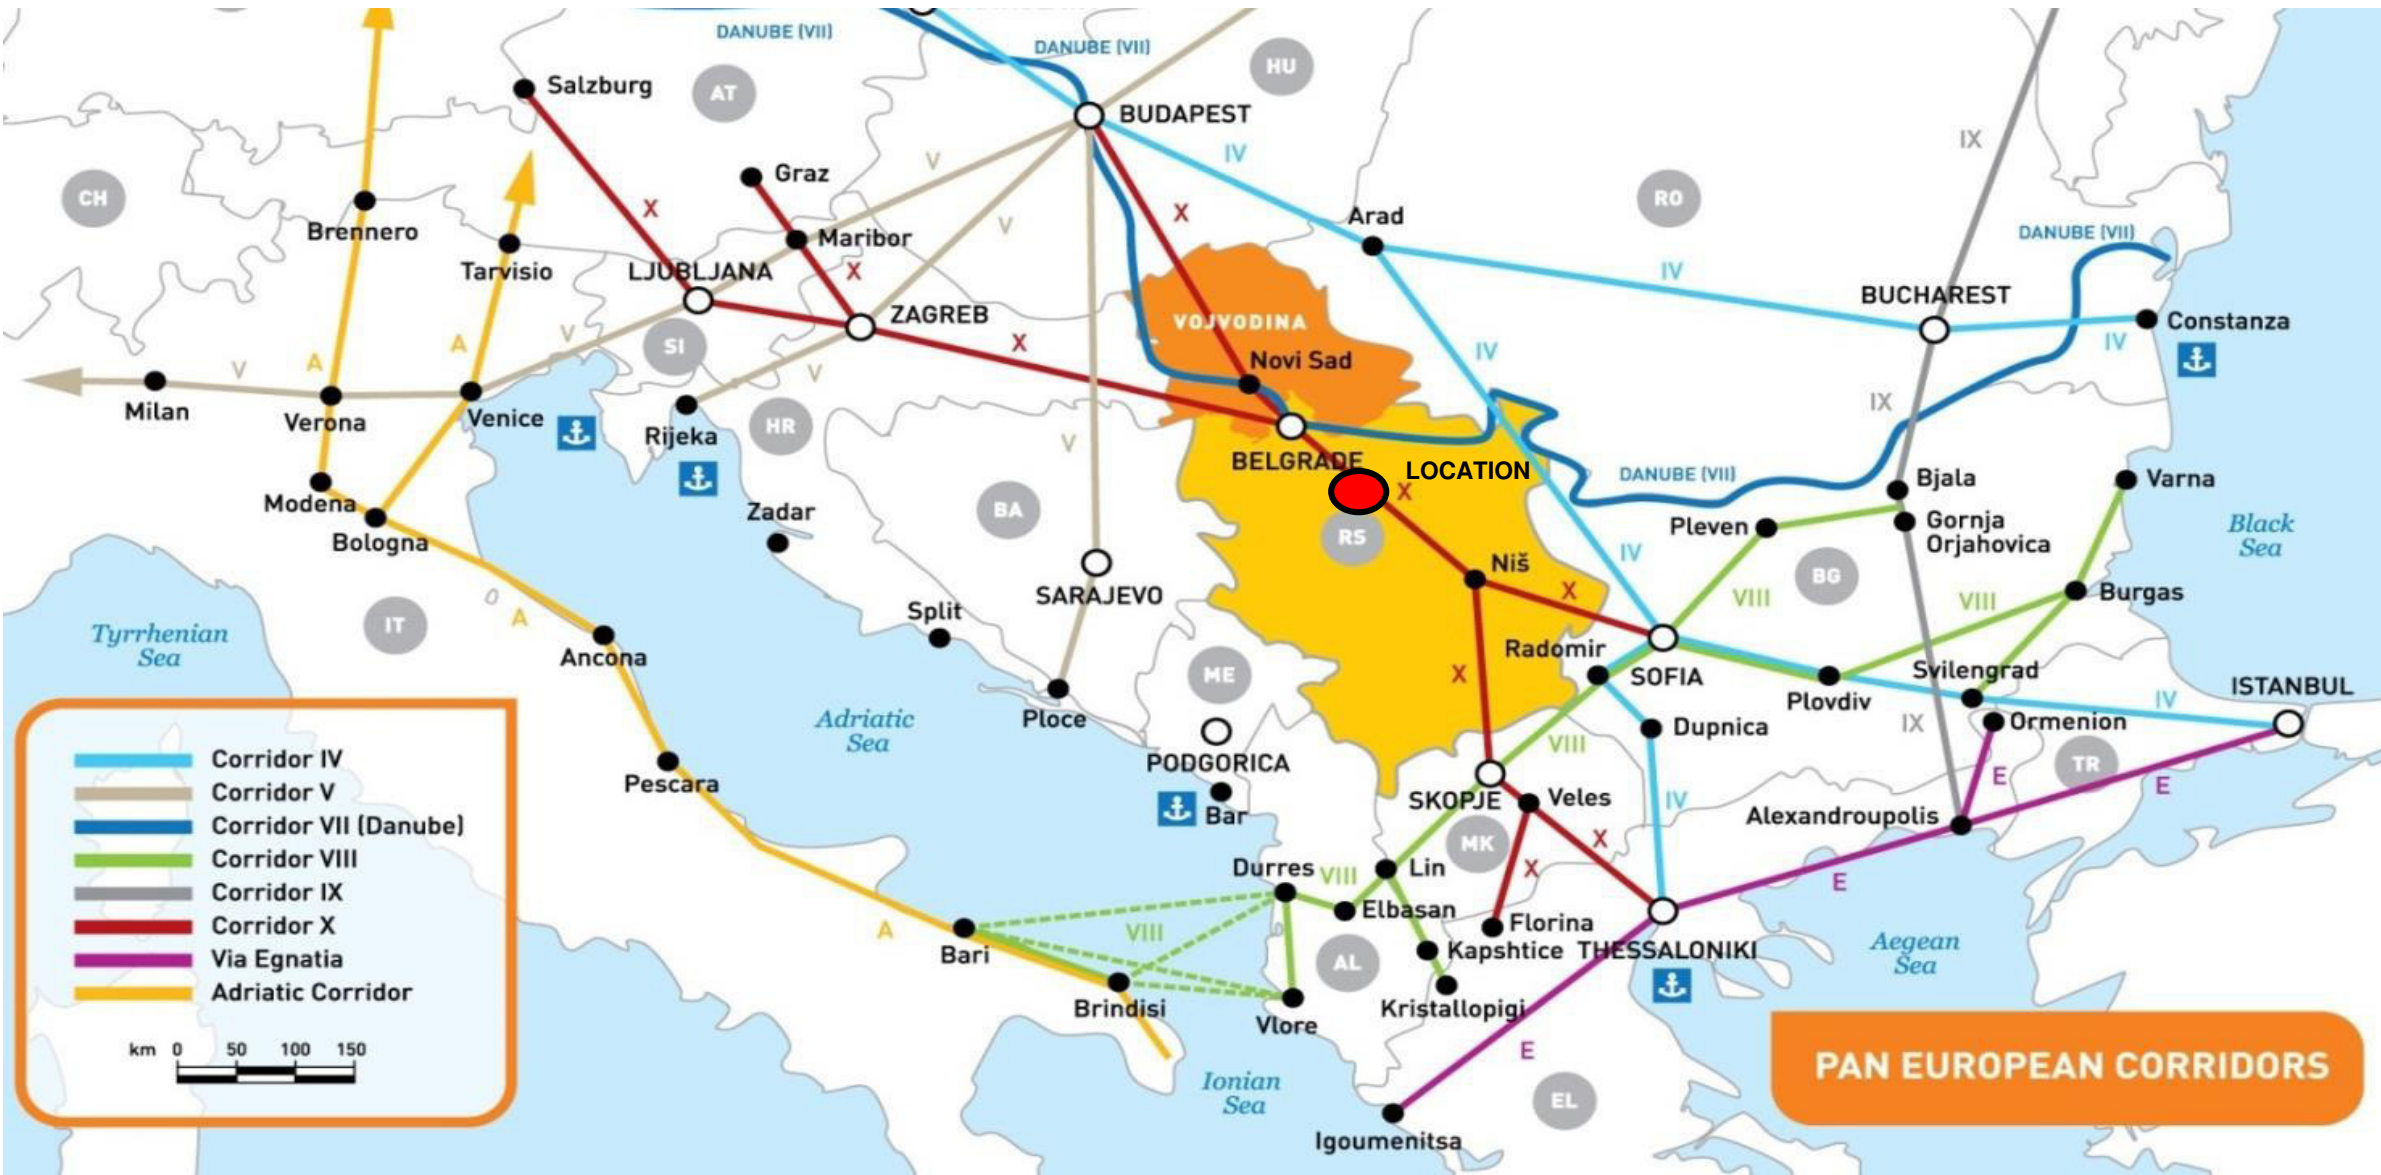 DANUBE (VII)
DANUBE (VII)
HU
Salzburg
AT
BUDAPEST
IX
IV
V
Graz
CH
RO
X
X
Arad
V
Brennero
Maribor
DANUBE (VII)
Tarvisio
LJUBLJANA
X
IV
BUCHAREST
ZAGREB
VOJVODINA
Constanza
V
X
IV
IV
A
A
SI
V
V
Novi Sad
Milan
Verona
Venice
Rijeka
HR
IX
V
BELGRADE
LOCATION
X
DANUBE (VII)
Bjala
Varna
Modena
Zadar
BA
Pleven
Gornja
Orjahovica
Black
Sea
Bologna
RS
IV
Niš
X
BG
SARAJEVO
VIII
VIII
Burgas
Tyrrhenian
Sea
IT
A
Split
Ancona
Radomir
SOFIA
ME
X
Svilengrad
Plovdiv
ISTANBUL
IV
Adriatic
Sea
Ploce
Dupnica
IX
Ormenion
VIII
PODGORICA
TR
E
E
Pescara
SKOPJE
Veles
IV
Bar
Alexandroupolis
MK
X
X
Durres
VIII
Lin
E
Elbasan
Florina
A
VIII
Bari
AL
Kapshtice
THESSALONIKI
Aegean
Sea
Brindisi
Vlore
Kristallopigi
E
Ionian
Sea
EL
Igoumenitsa
Corridor IV
Corridor V
Corridor VII (Danube)
Corridor VIII
Corridor IX
Corridor X
Via Egnatia
Adriatic Corridor
km 0 50 100 150
PAN EUROPEAN CORRIDORS